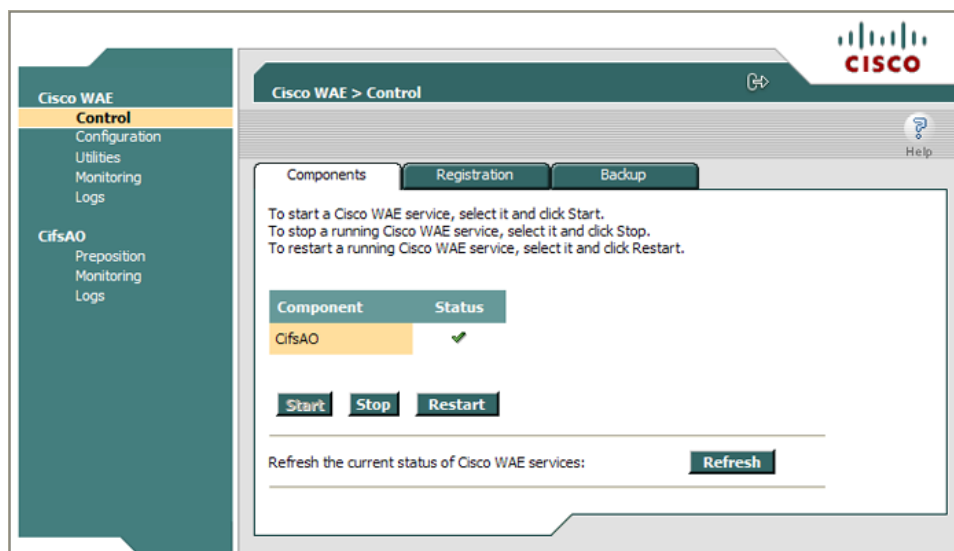 CISCO
Cisco WAE
Control
Configuration
Utilities
Monitoring
Logs
CifsAO
Preposition
Monitoring
Logs
Cisco WAE > Control
Help
Components Registration Backup
To start a Cisco WAE service, select it and click Start.
To stop a running Cisco WAE service, select it and click Stop.
To restart a running Cisco WAE service, select it and click Restart.
Component Status
CifsAO
Start Stop Restart
Refresh the current status of Cisco WAE services: Refresh